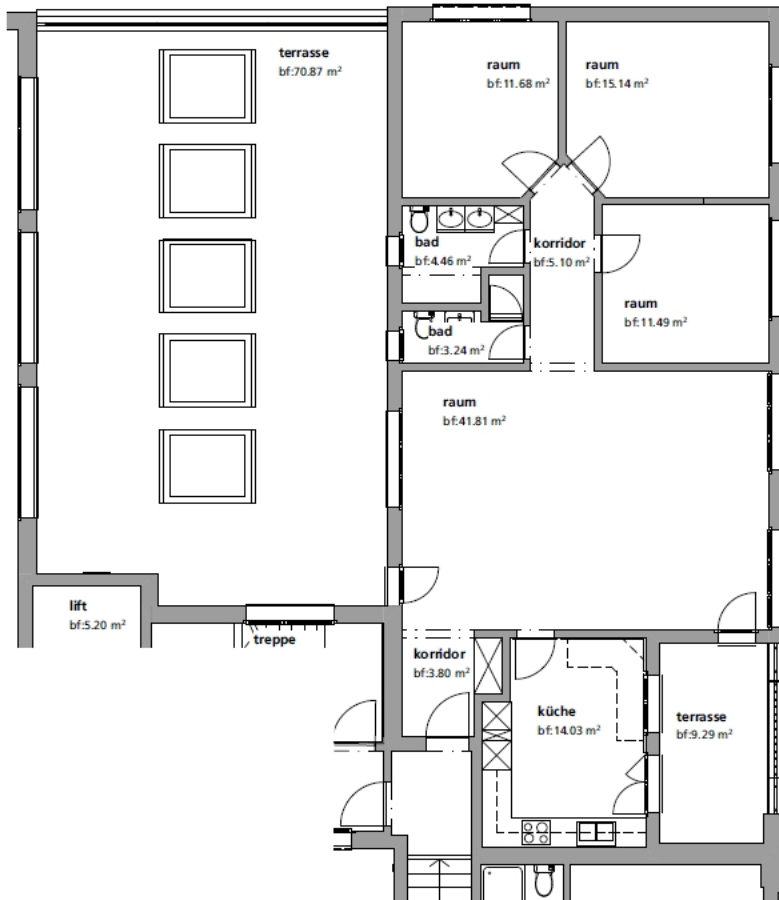 terrasse
bf:70.87 m²
raum
bf:11.68 m²
raum
bf:15.14 m²
bad
bf:4.46 m²
korridor
bf:5.10 m²
raum
bf:11.49 m²
bad
bf:3.24 m²
raum
bf:41.81 m²
lift
bf:5.20 m²
treppe
korridor
bf:3.80 m²
küche
bf:14.03 m²
terrasse
bf:9.29 m²